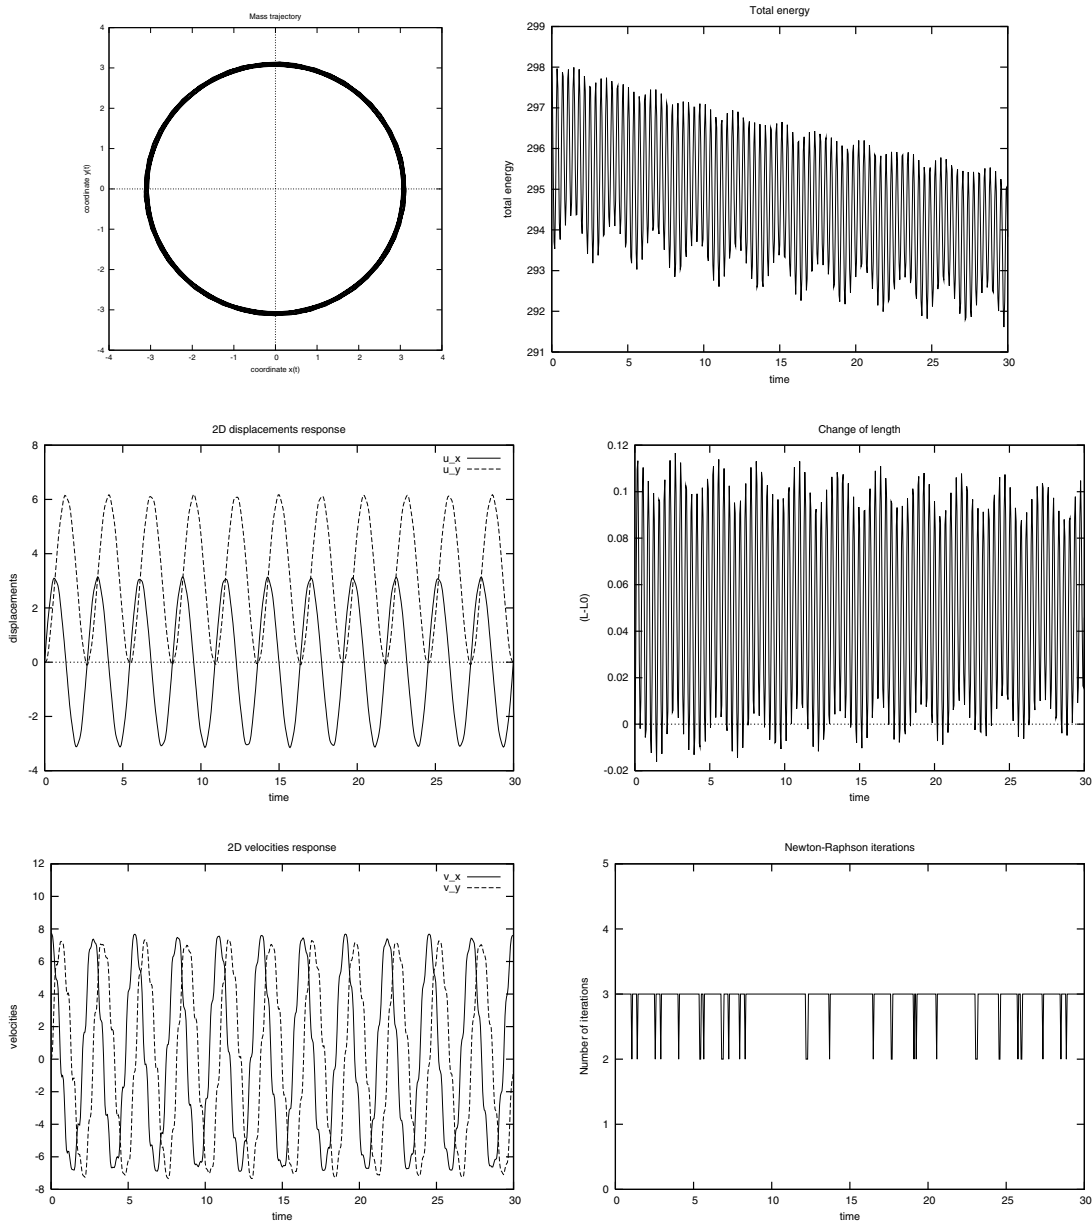 Mass trajectory
4
3
2
1
0
-1
-2
-3
-4
-4 -3 -2 -1 0 1 2 3 4
coordinate y(t)
coordinate x(t)
Total energy
299
298
297
296
295
294
293
292
291
0 5 10 15 20 25 30
total energy
time
2D displacements response
u_x
u_y
8
6
4
2
0
-2
-4
0 5 10 15 20 25 30
displacements
time
Change of length
0.12
0.1
0.08
0.06
0.04
0.02
0
-0.02
0 5 10 15 20 25 30
(L-L0)
time
2D velocities response
v_x
v_y
12
10
8
6
4
2
0
-2
-4
-6
-8
0 5 10 15 20 25 30
velocities
time
Newton-Raphson iterations
5
4
3
2
1
0
0 5 10 15 20 25 30
Number of iterations
time